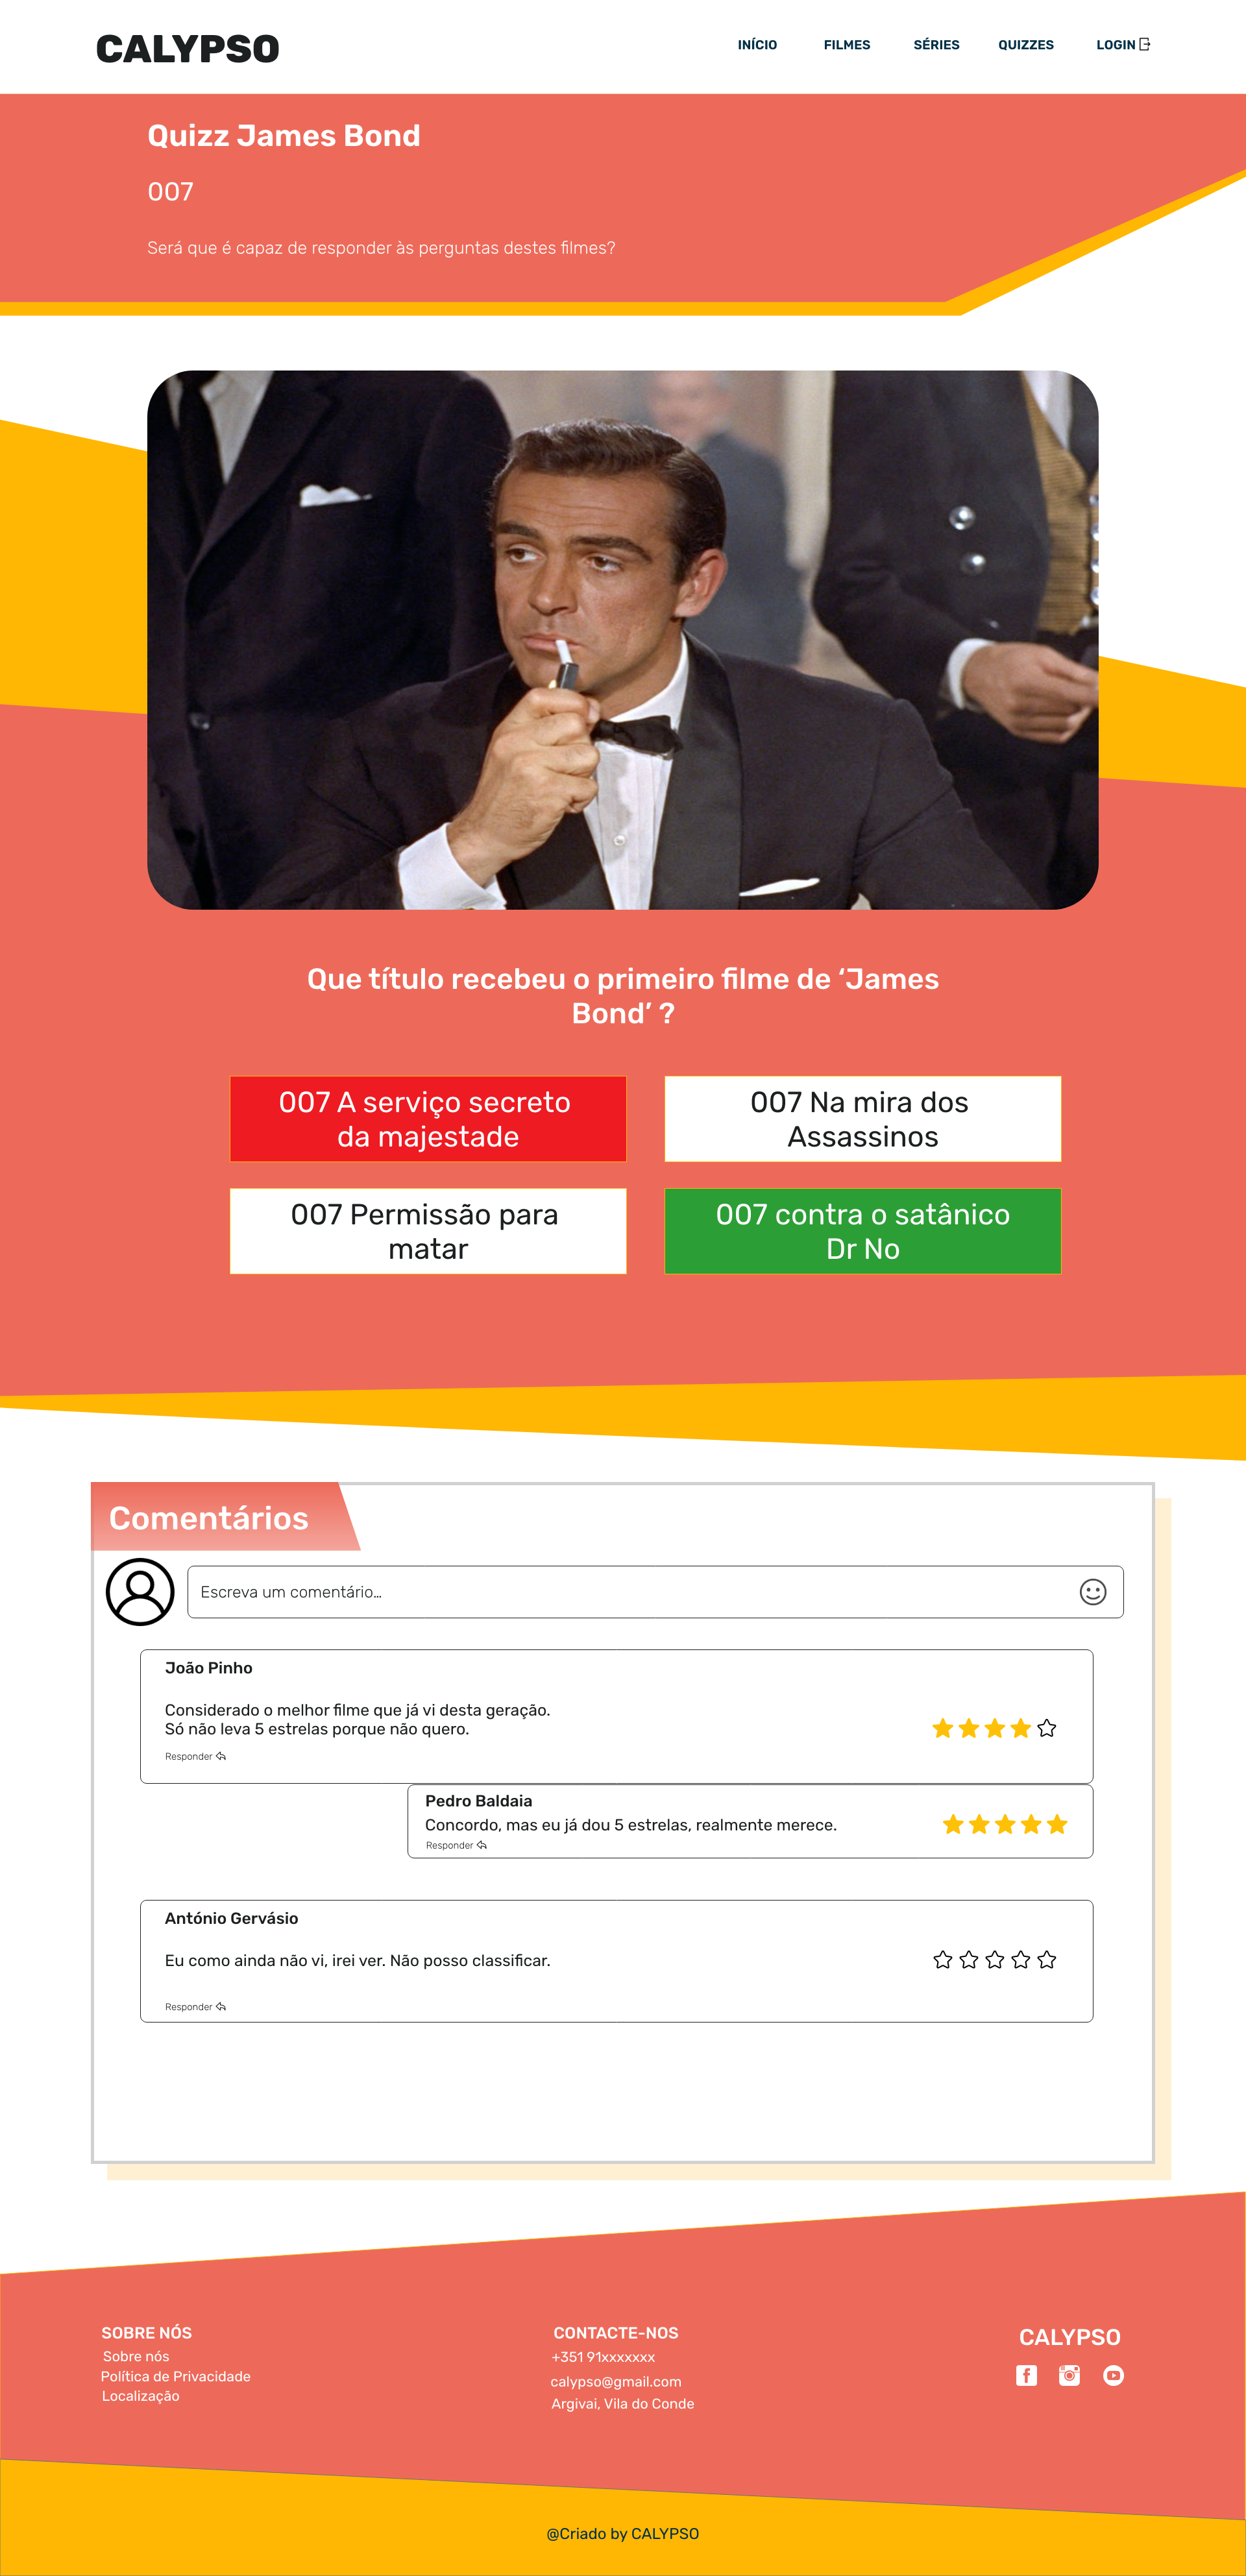 CALYPSO
INÍCIO FILMES SÉRIES QUIZZES LOGIN
Quizz James Bond
007
Será que é capaz de responder às perguntas destes filmes?
Que título recebeu o primeiro filme de ‘James
Bond’ ?
007 A serviço secreto
da majestade
007 Na mira dos
Assassinos
007 Permissão para
matar
007 contra o satânico
Dr No
Comentários
Escreva um comentário...
João Pinho
Considerado o melhor filme que já vi desta geração.
Só não leva 5 estrelas porque não quero.
Responder
Pedro Baldaia
Concordo, mas eu já dou 5 estrelas, realmente merece.
Responder
António Gervásio
Eu como ainda não vi, irei ver. Não posso classificar.
Responder
SOBRE NÓS
Sobre nós
Política de Privacidade
Localização
CONTACTE-NOS
+351 91xxxxxxx
calypso@gmail.com
Argivai, Vila do Conde
CALYPSO
@Criado by CALYPSO